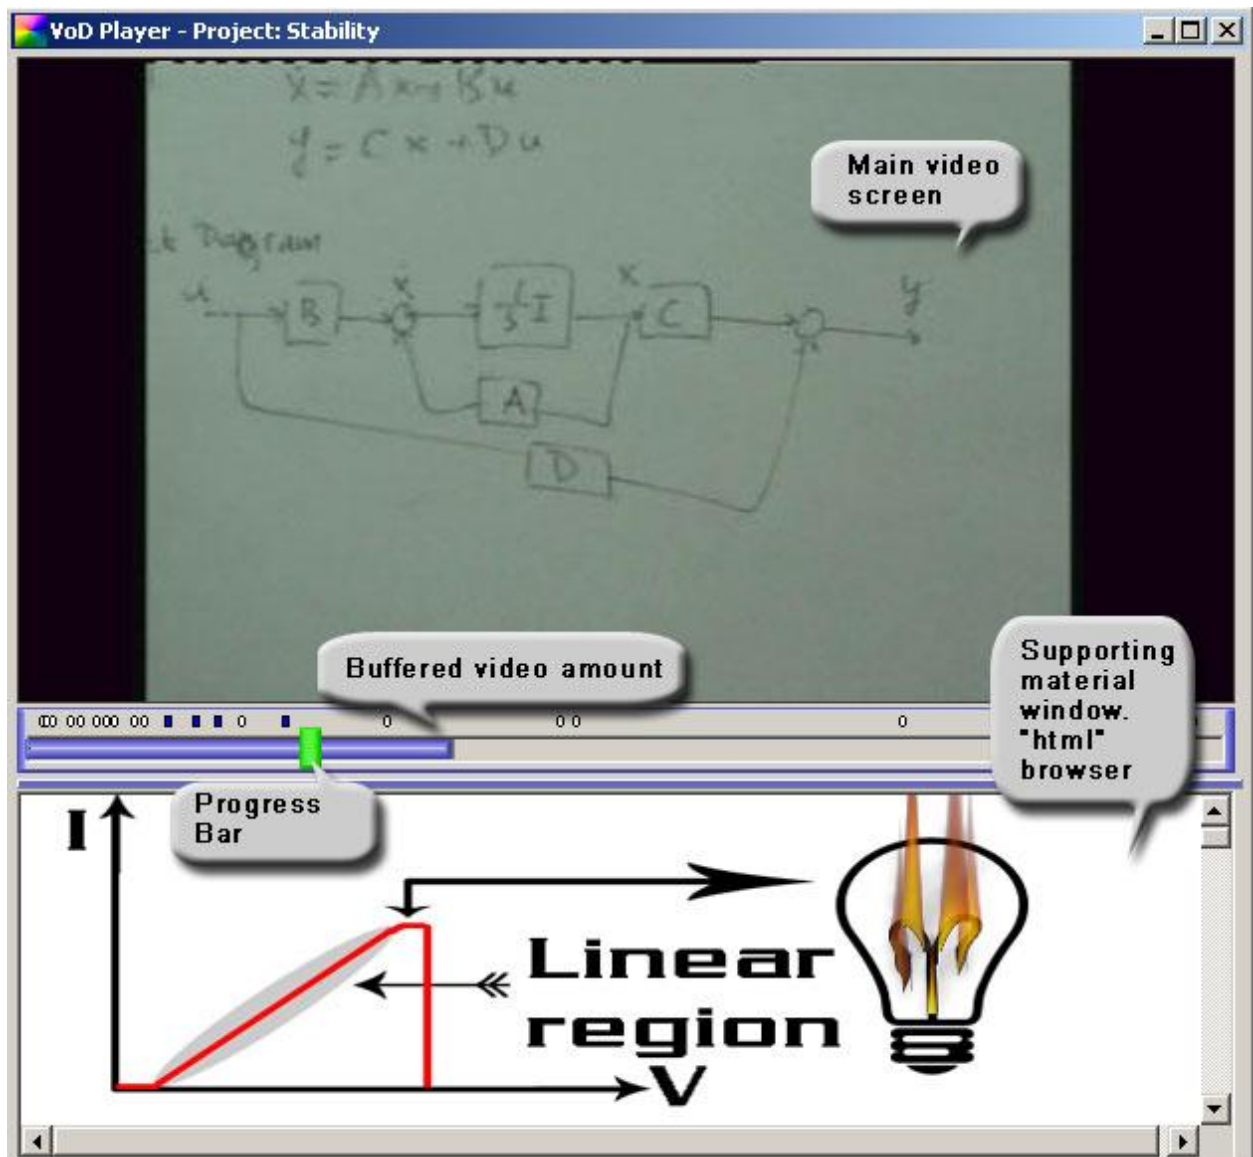 VoD Player - Project: Stability
ẋ = Ax + Bu
y = Cx + Du
Main video
screen
Diagram
u
B
ẋ
1/s I
x
C
y
A
D
Buffered video amount
Supporting
material
window.
"html"
browser
Progress
Bar
I
Linear
region
V